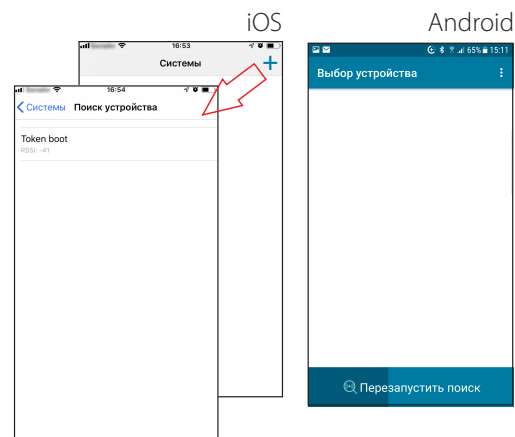 iOS
Android
16:53
Системы
+
16:54
Системы Поиск устройства
Token boot
RSSI: -41
65% 15:11
Выбор устройства
Перезапустить поиск